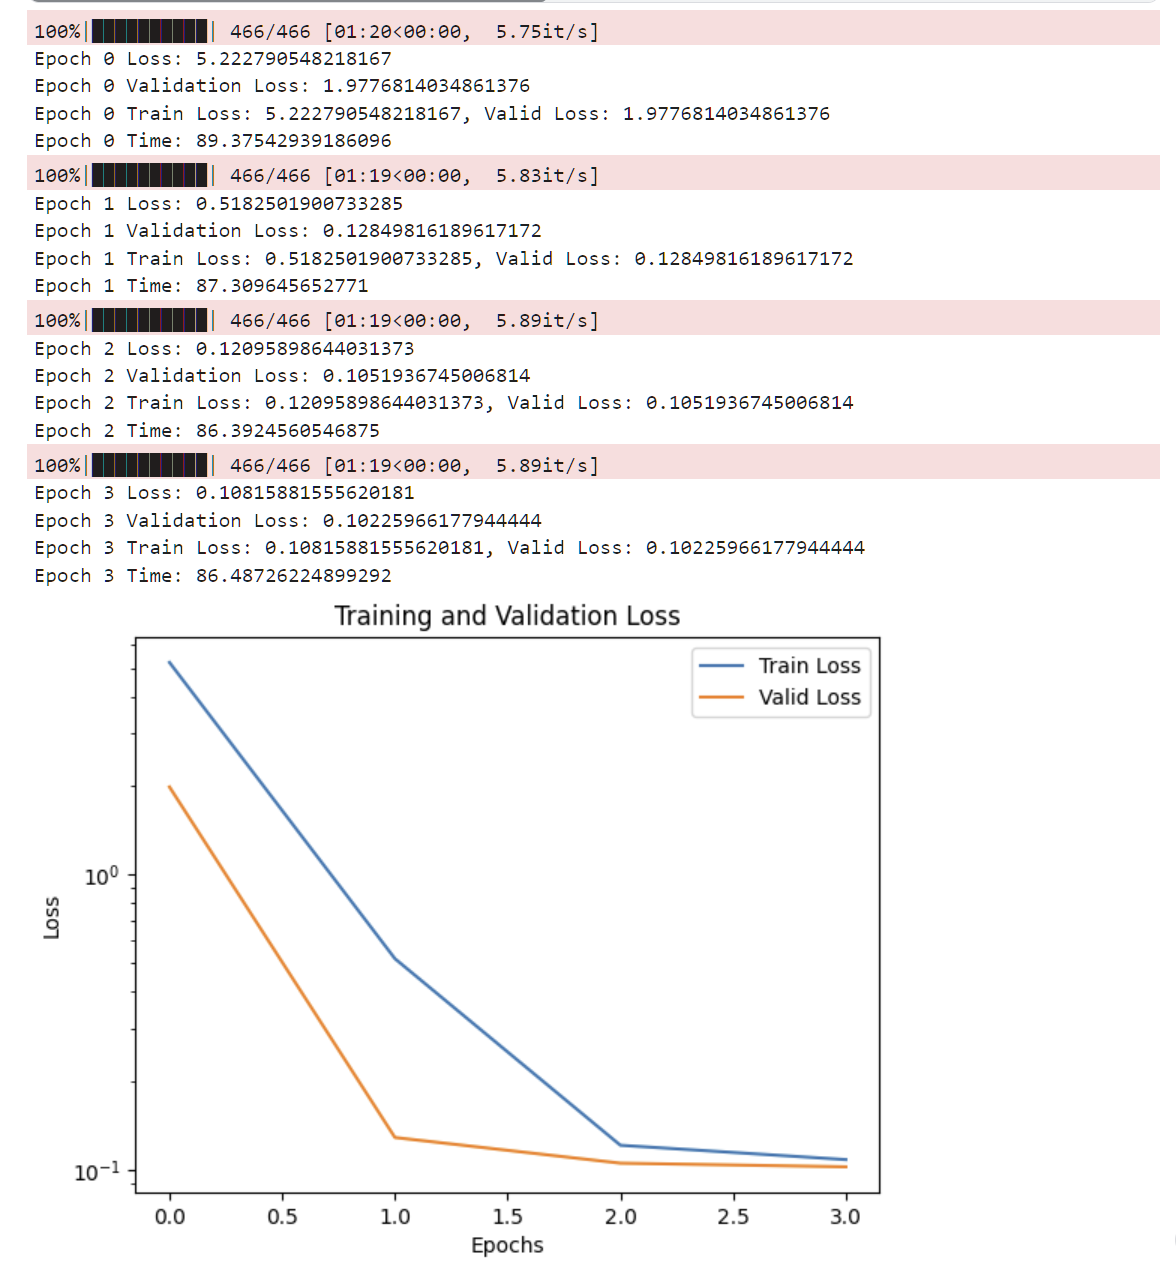 100%|██████████| 466/466 [01:20<00:00,  5.75it/s]
Epoch 0 Loss: 5.222790548218167
Epoch 0 Validation Loss: 1.9776814034861376
Epoch 0 Train Loss: 5.222790548218167, Valid Loss: 1.9776814034861376
Epoch 0 Time: 89.37542939186096
100%|██████████| 466/466 [01:19<00:00,  5.83it/s]
Epoch 1 Loss: 0.5182501900733285
Epoch 1 Validation Loss: 0.12849816189617172
Epoch 1 Train Loss: 0.5182501900733285, Valid Loss: 0.12849816189617172
Epoch 1 Time: 87.309645652771
100%|██████████| 466/466 [01:19<00:00,  5.89it/s]
Epoch 2 Loss: 0.12095898644031373
Epoch 2 Validation Loss: 0.1051936745006814
Epoch 2 Train Loss: 0.12095898644031373, Valid Loss: 0.1051936745006814
Epoch 2 Time: 86.3924560546875
100%|██████████| 466/466 [01:19<00:00,  5.89it/s]
Epoch 3 Loss: 0.10815881555620181
Epoch 3 Validation Loss: 0.10225966177944444
Epoch 3 Train Loss: 0.10815881555620181, Valid Loss: 0.10225966177944444
Epoch 3 Time: 86.48726224899292
Training and Validation Loss
Train Loss
Valid Loss
10⁰
Loss
10⁻¹
0.0 0.5 1.0 1.5 2.0 2.5 3.0
Epochs